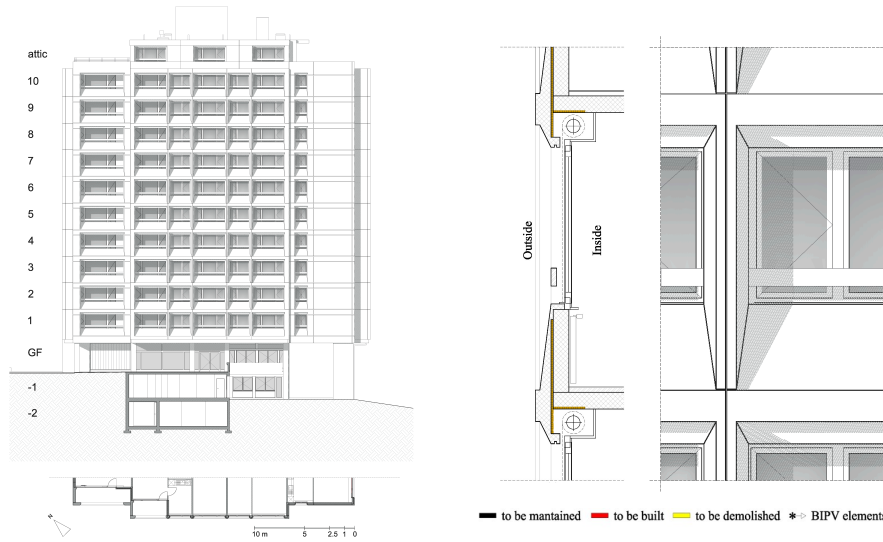 attic
10
9
8
7
6
5
4
3
2
1
GF
-1
-2
N
10 m 5 2.5 1 0
Outside
Inside
to be mantained to be built to be demolished * BIPV elements